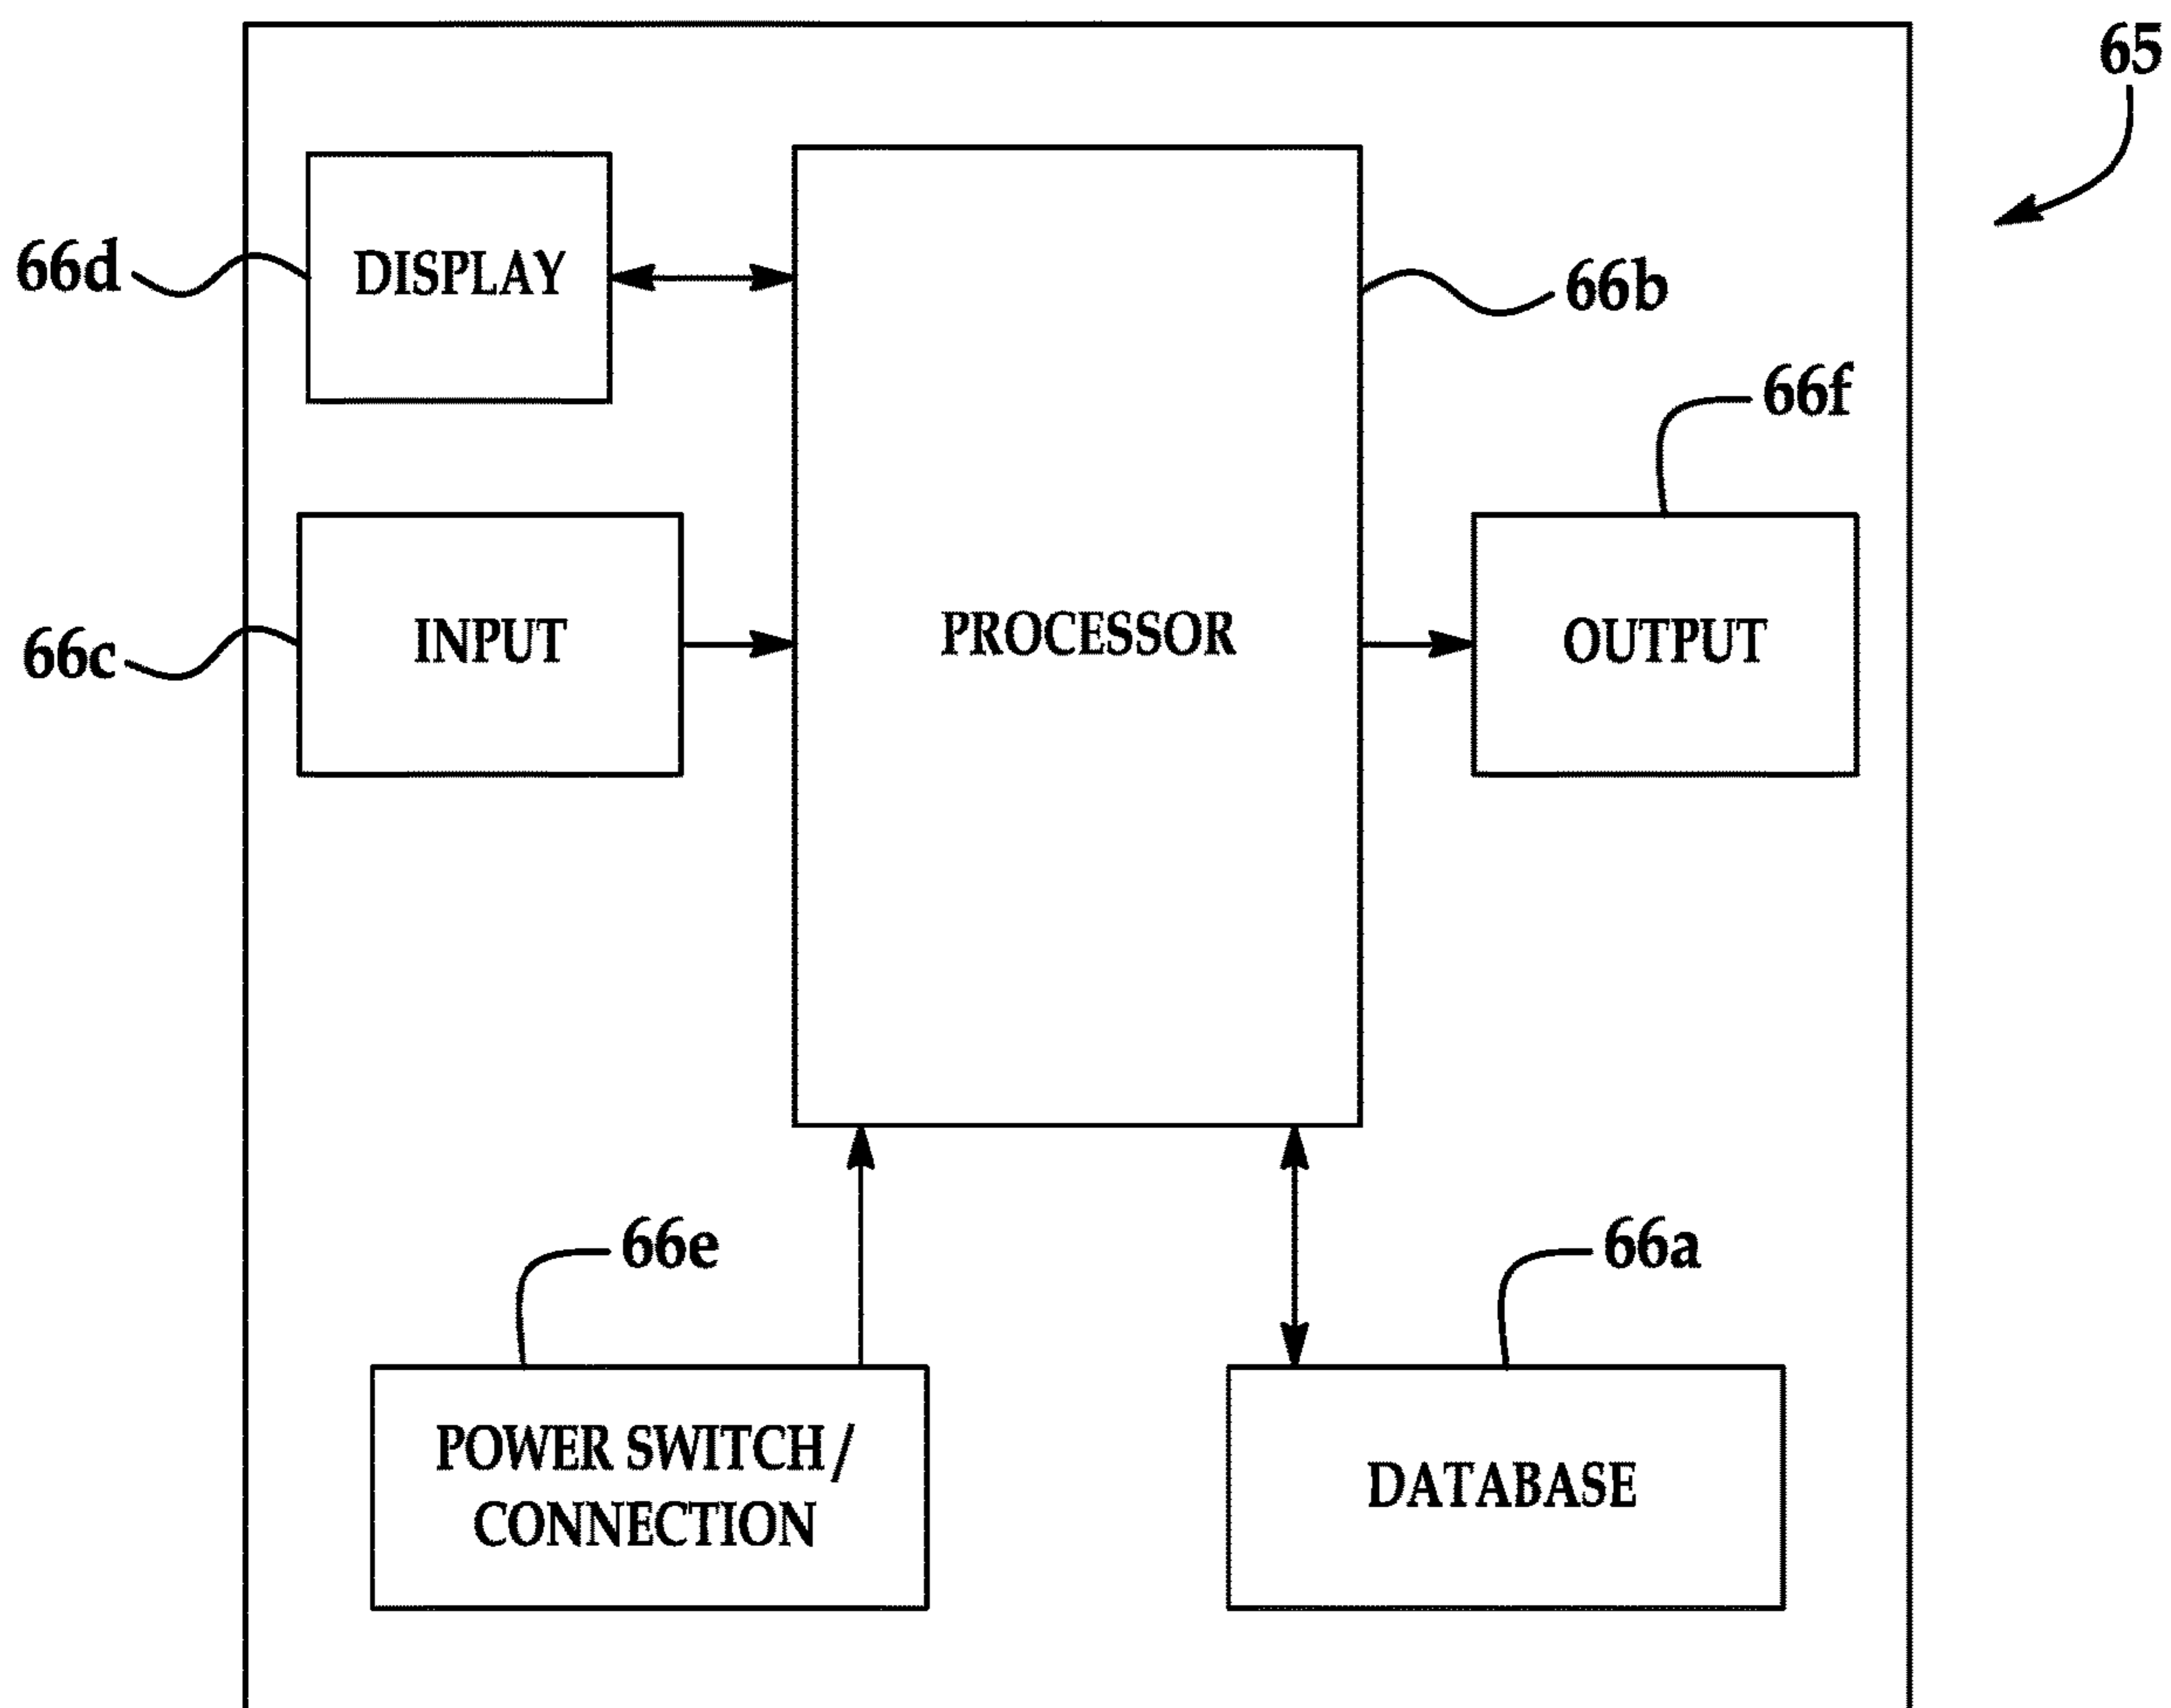 65
66d
DISPLAY
66b
66f
66c
INPUT
PROCESSOR
OUTPUT
66e
66a
POWER SWITCH/
CONNECTION
DATABASE